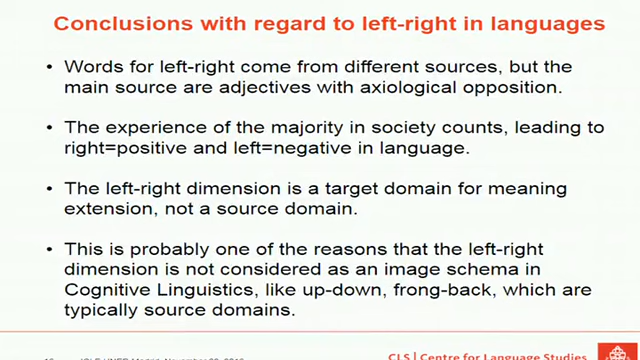 Conclusions with regard to left-right in languages
• Words for left-right come from different sources, but the
main source are adjectives with axiological opposition.
• The experience of the majority in society counts, leading to
right=positive and left=negative in language.
• The left-right dimension is a target domain for meaning
extension, not a source domain.
• This is probably one of the reasons that the left-right
dimension is not considered as an image schema in
Cognitive Linguistics, like up-down, frong-back, which are
typically source domains.
CLS | Centre for Language Studies